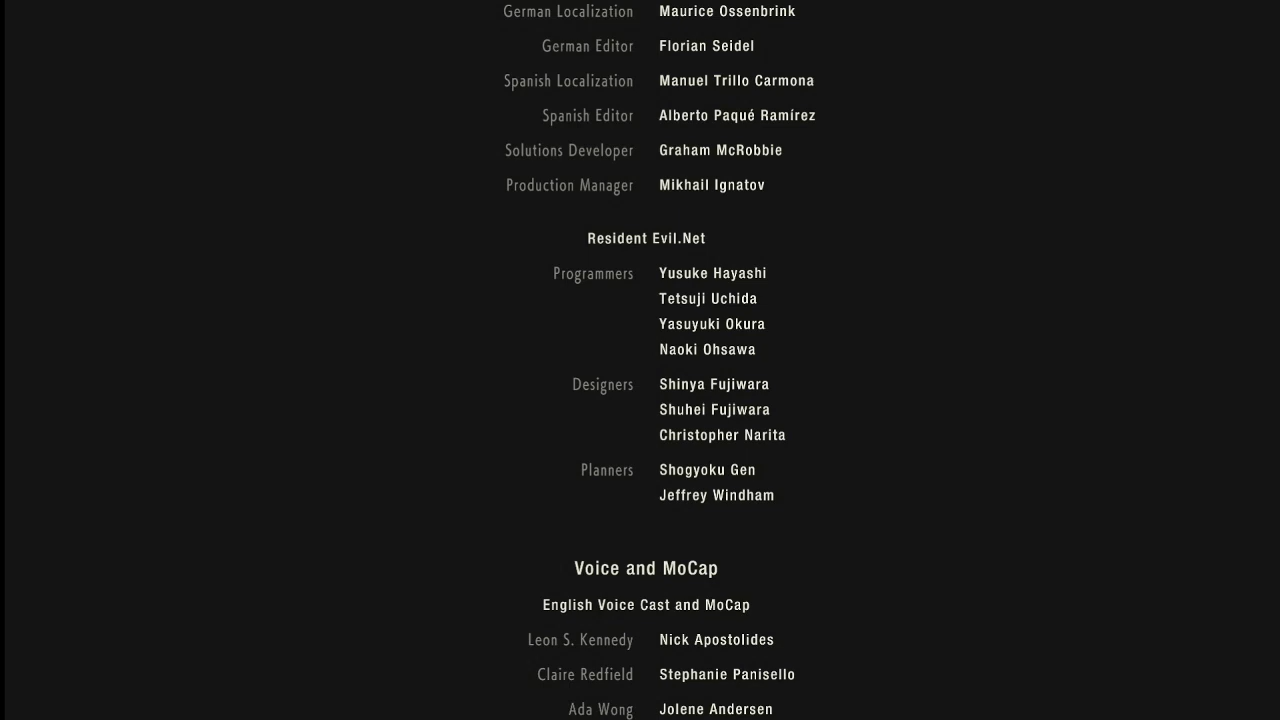 German Localization Maurice Ossenbrink
German Editor Florian Seidel
Spanish Localization Manuel Trillo Carmona
Spanish Editor Alberto Paqué Ramírez
Solutions Developer Graham McRobbie
Production Manager Mikhail Ignatov
Resident Evil.Net
Programmers Yusuke Hayashi
Tetsuji Uchida
Yasuyuki Okura
Naoki Ohsawa
Designers Shinya Fujiwara
Shuhei Fujiwara
Christopher Narita
Planners Shogyoku Gen
Jeffrey Windham
Voice and MoCap
English Voice Cast and MoCap
Leon S. Kennedy Nick Apostolides
Claire Redfield Stephanie Panisello
Ada Wong Jolene Andersen